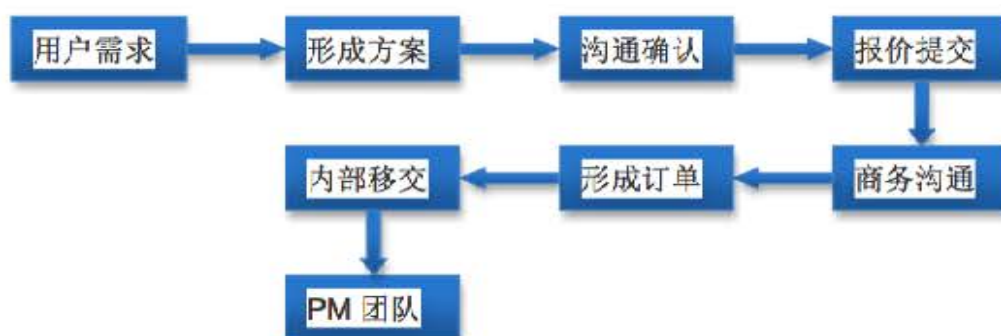 用户需求
形成方案
沟通确认
报价提交
商务沟通
形成订单
内部移交
PM 团队